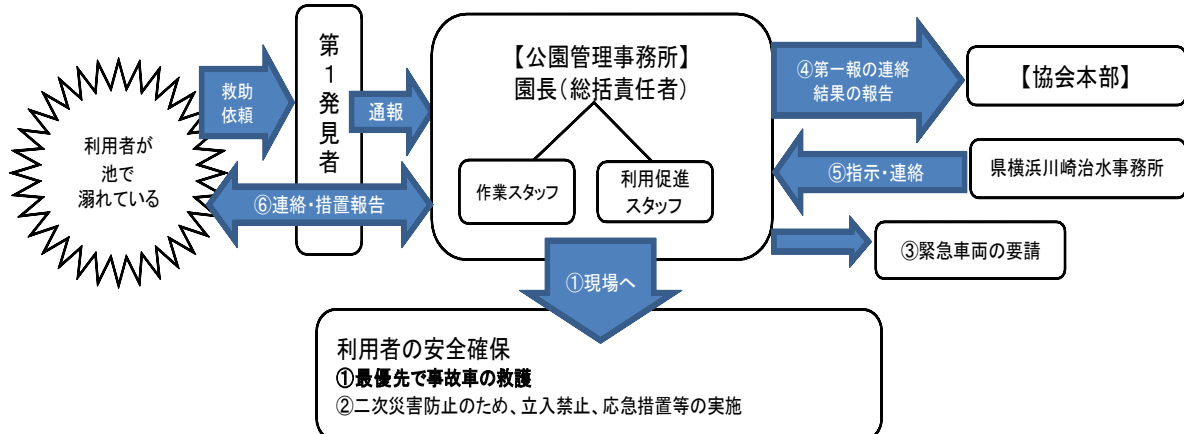 利用者が
池で
溺れている
救助
依頼
第1発見者
通報
⑥連絡・措置報告
【公園管理事務所】
園長（総括責任者）
作業スタッフ
利用促進
スタッフ
④第一報の連絡
結果の報告
【協会本部】
⑤指示・連絡
県横浜川崎治水事務所
③緊急車両の要請
①現場へ
利用者の安全確保
①最優先で事故車の救護
②二次災害防止のため、立入禁止、応急措置等の実施